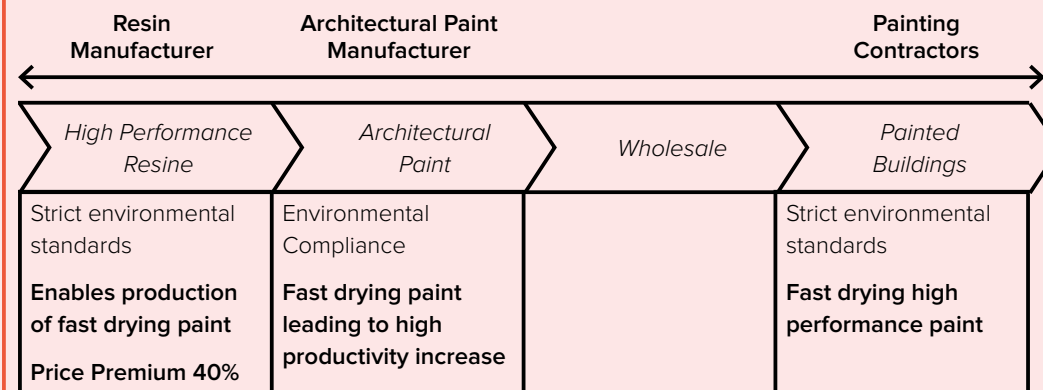 Resin
Manufacturer
Architectural Paint
Manufacturer
Painting
Contractors
High Performance
Resine
Architectural
Paint
Wholesale
Painted
Buildings
Strict environmental
standards
Enables production
of fast drying paint
Price Premium 40%
Environmental
Compliance
Fast drying paint
leading to high
productivity increase
Strict environmental
standards
Fast drying high
performance paint